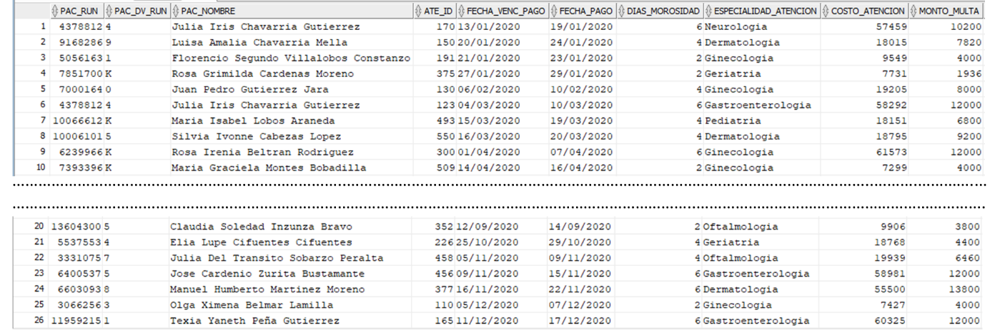 PAC_RUN PAC_DV_RUN PAC_NOMBRE ATE_ID FECHA_VENC_PAGO FECHA_PAGO DIAS_MOROSIDAD ESPECIALIDAD_ATENCION COSTO_ATENCION MONTO_MULTA
1 4378812 4 Julia Iris Chavarria Gutierrez 170 13/01/2020 19/01/2020 6 Neurologia 57459 10200
2 9168286 9 Luisa Amalia Chavarria Mella 150 20/01/2020 24/01/2020 4 Dermatologia 18015 7820
3 5056163 1 Florencio Segundo Villalobos Constanzo 191 21/01/2020 23/01/2020 2 Ginecologia 9549 4000
4 7851700 K Rosa Grimilda Cardenas Moreno 375 27/01/2020 29/01/2020 2 Geriatria 7731 1936
5 7000164 0 Juan Pedro Gutierrez Jara 130 06/02/2020 10/02/2020 4 Ginecologia 19205 8000
6 4378812 4 Julia Iris Chavarria Gutierrez 123 04/03/2020 10/03/2020 6 Gastroenterologia 58292 12000
7 10066612 K Maria Isabel Lobos Araneda 493 15/03/2020 19/03/2020 4 Pediatria 18151 6800
8 10006101 5 Silvia Ivonne Cabezas Lopez 550 16/03/2020 20/03/2020 4 Dermatologia 18795 9200
9 6239966 K Rosa Irenia Beltran Rodriguez 300 01/04/2020 07/04/2020 6 Ginecologia 61573 12000
10 7393396 K Maria Graciela Montes Bobadilla 509 14/04/2020 16/04/2020 2 Ginecologia 7299 4000
20 13604300 5 Claudia Soledad Inzunza Bravo 352 12/09/2020 14/09/2020 2 Oftalmologia 9906 3800
21 5537553 4 Elia Lupe Cifuentes Cifuentes 226 25/10/2020 29/10/2020 4 Geriatria 18768 4400
22 3331075 7 Julia Del Transito Sobarzo Peralta 458 05/11/2020 09/11/2020 4 Oftalmologia 19939 6460
23 6400537 5 Jose Cardenio Zurita Bustamante 456 09/11/2020 15/11/2020 6 Gastroenterologia 58981 12000
24 6603093 8 Manuel Humberto Martinez Moreno 377 16/11/2020 22/11/2020 6 Dermatologia 55500 13800
25 3066256 3 Olga Ximena Belmar Lamilla 110 05/12/2020 07/12/2020 2 Ginecologia 7427 4000
26 11959215 1 Texia Yaneth Peña Gutierrez 165 11/12/2020 17/12/2020 6 Gastroenterologia 60325 12000